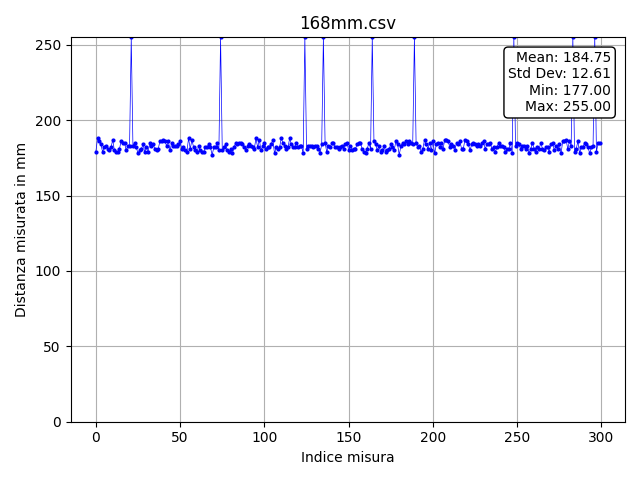 168mm.csv
Distanza misurata in mm
250
200
150
100
50
0
Mean: 184.75
Std Dev: 12.61
Min: 177.00
Max: 255.00
0 50 100 150 200 250 300
Indice misura